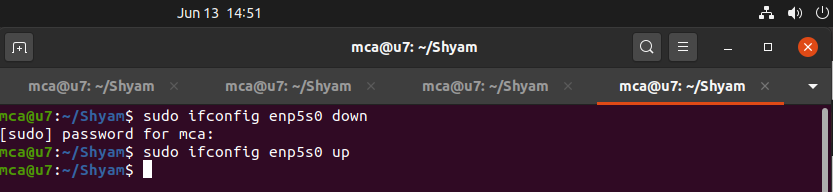 Jun 13 14:51
mca@u7: ~/Shyam
mca@u7: ~/Shyam
mca@u7: ~/Shyam
mca@u7: ~/Shyam
mca@u7: ~/Shyam
mca@u7:~/Shyam$ sudo ifconfig enp5s0 down
[sudo] password for mca:
mca@u7:~/Shyam$ sudo ifconfig enp5s0 up
mca@u7:~/Shyam$